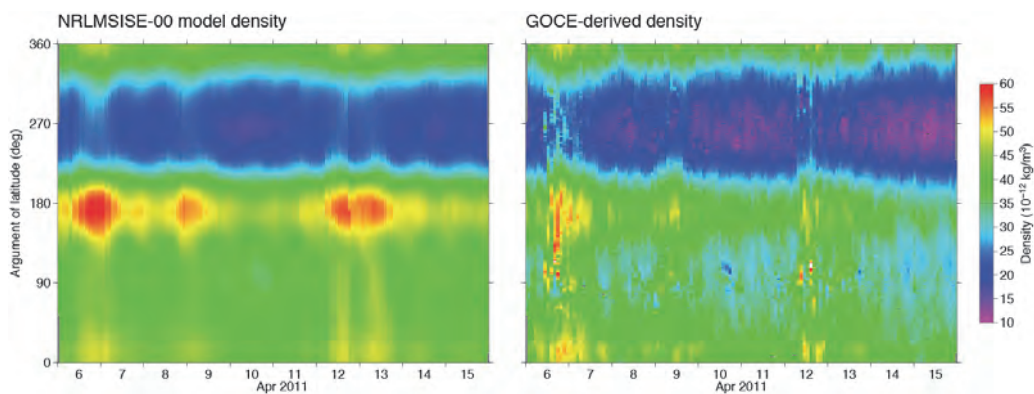 NRLMSISE-00 model density
GOCE-derived density
Argument of latitude (deg)
360
270
180
90
0
6 7 8 9 10 11 12 13 14 15
Apr 2011
6 7 8 9 10 11 12 13 14 15
Apr 2011
60
55
50
45
40
35
30
25
20
15
10
Density (10⁻¹² kg/m³)